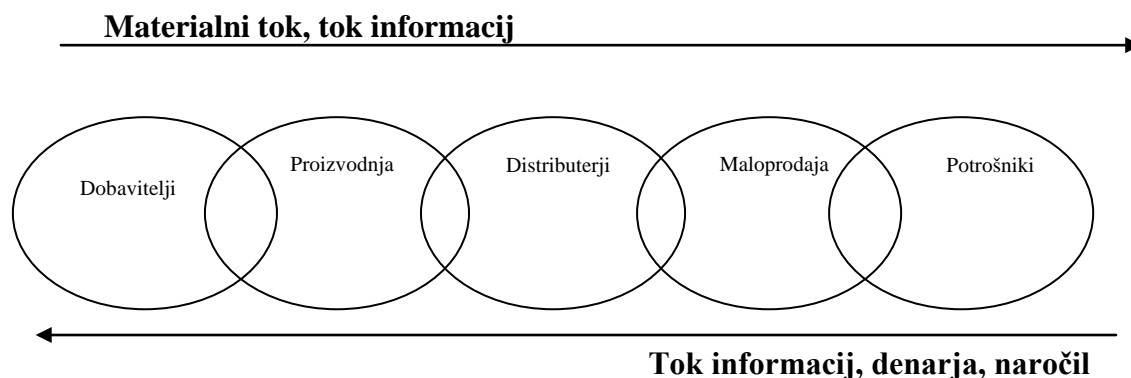 Materialni tok, tok informacij
Dobavitelji
Proizvodnja
Distributerji
Maloprodaja
Potrošniki
Tok informacij, denarja, naročil